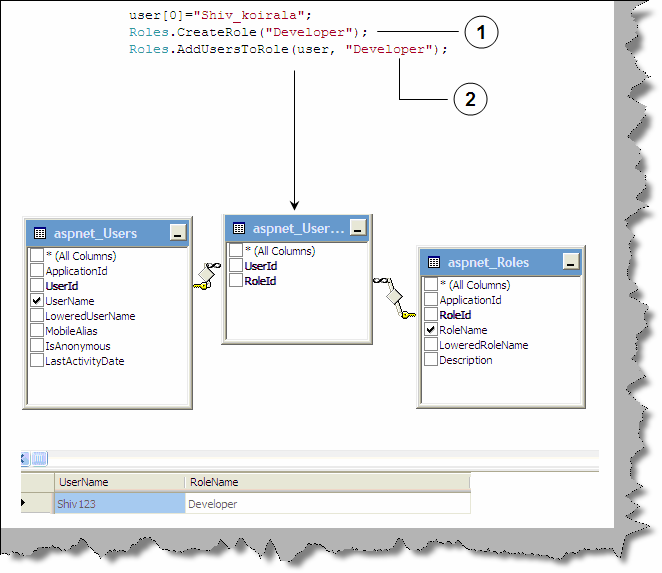 user[0]="Shiv_koirala";
Roles.CreateRole("Developer");
Roles.AddUsersToRole(user, "Developer");
1
2
aspnet_Users
* (All Columns)
ApplicationId
UserId
UserName
LoweredUserName
MobileAlias
IsAnonymous
LastActivityDate
aspnet_User...
* (All Columns)
UserId
RoleId
aspnet_Roles
* (All Columns)
ApplicationId
RoleId
RoleName
LoweredRoleName
Description
UserName RoleName
Shiv123 Developer